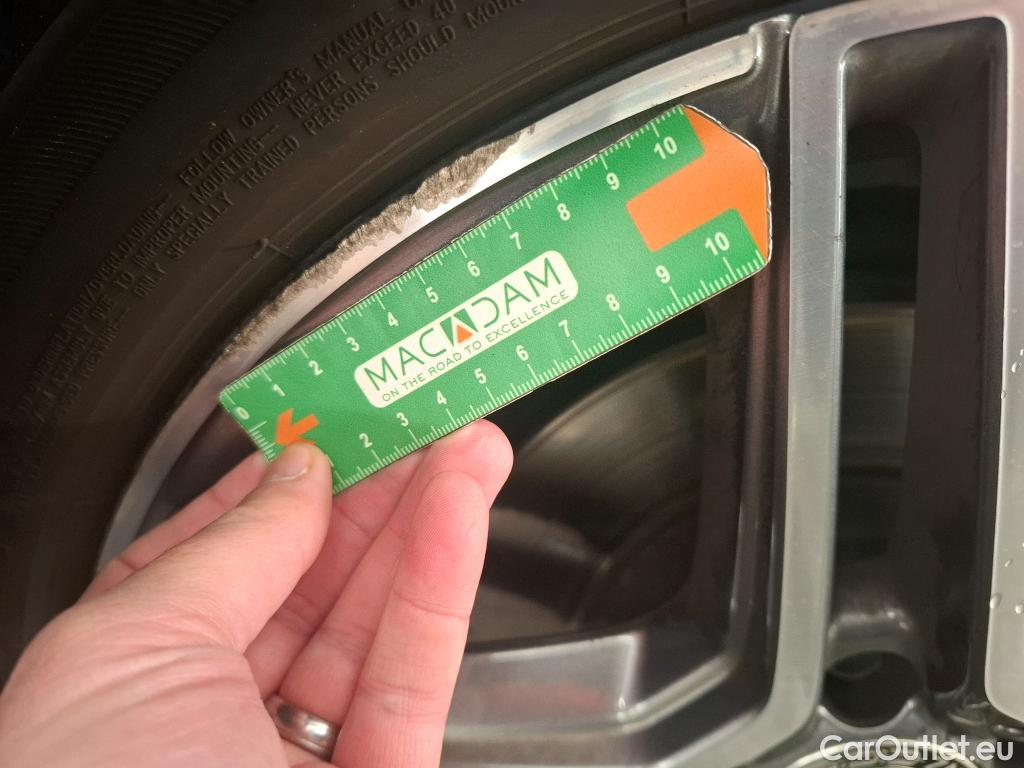 FOLLOW OWNER'S MANUAL
NEVER EXCEED 40
PERSONS SHOULD MOUN
IMPROPER MOUNTING—
ONLY SPECIALLY TRAINED
0 1 2 3 4 5 6 7 8 9 10
MACADAM
ON THE ROAD TO EXCELLENCE
2 3 4 5 6 7 8 9 10
CarOutlet.eu